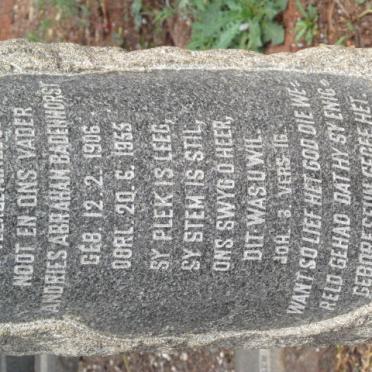 NOOT EN ONS VADER
ANDRIES ABRAHAM BADENHORST
GEB 12.2.1906
OORL 20.6.1955
SY PLEK IS LEEG,
SY STEM IS STIL,
ONS SWYG O HEER,
DIT WAS U WIL.
JOH. 3 VERS 16.
WANT SO LIEF HET GOD DIE WE-
RELD GEHAD DAT HY SY ENIG
GEBORE SEUN GEGEE HET